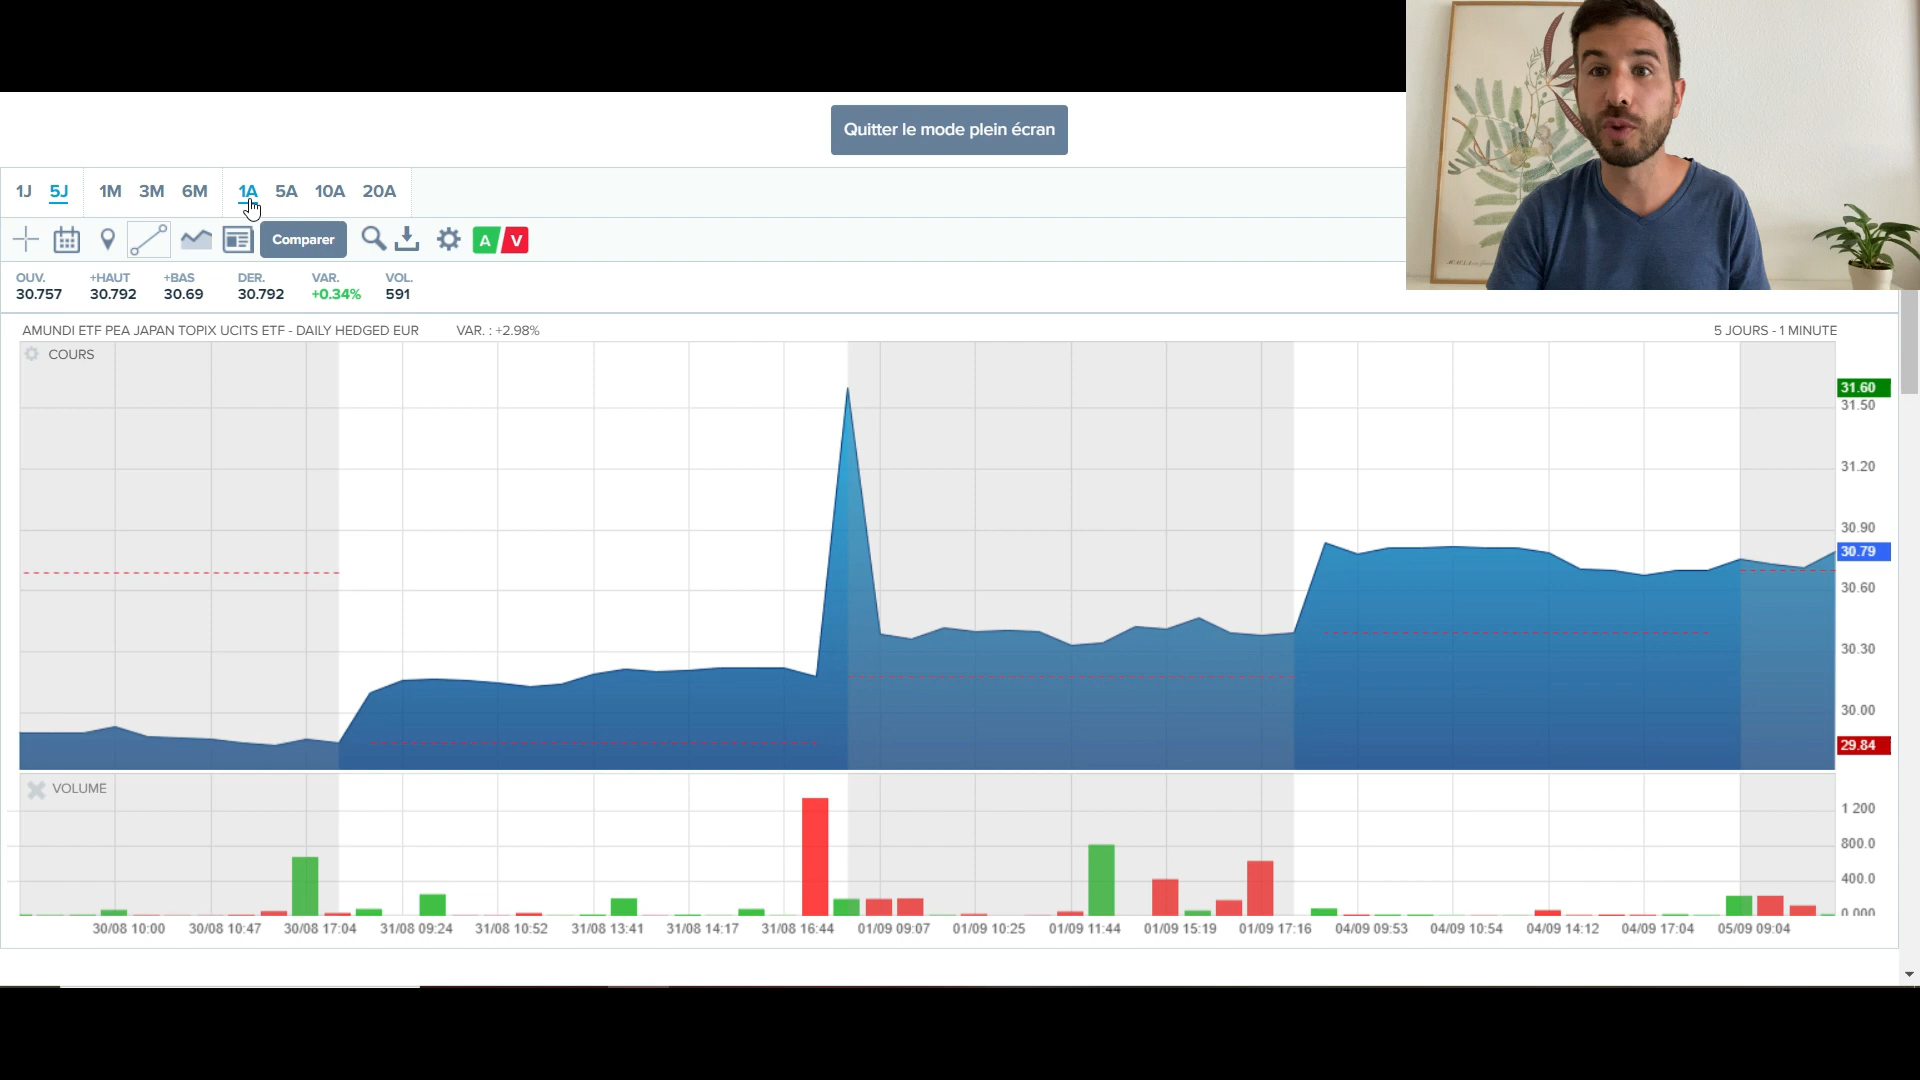 Quitter le mode plein écran
1J 5J 1M 3M 6M 1A 5A 10A 20A
Comparer A V
OUV. +HAUT +BAS DER. VAR. VOL.
30.757 30.792 30.69 30.792 +0.34% 591
AMUNDI ETF PEA JAPAN TOPIX UCITS ETF - DAILY HEDGED EUR VAR. : +2.98% 5 JOURS - 1 MINUTE
COURS
31.60
31.50
31.20
30.90
30.79
30.60
30.30
30.00
29.84
VOLUME
1 200
800.0
400.0
0.000
30/08 10:00 30/08 10:47 30/08 17:04 31/08 09:24 31/08 10:52 31/08 13:41 31/08 14:17 31/08 16:44 01/09 09:07 01/09 10:25 01/09 11:44 01/09 15:19 01/09 17:16 04/09 09:53 04/09 10:54 04/09 14:12 04/09 17:04 05/09 09:04